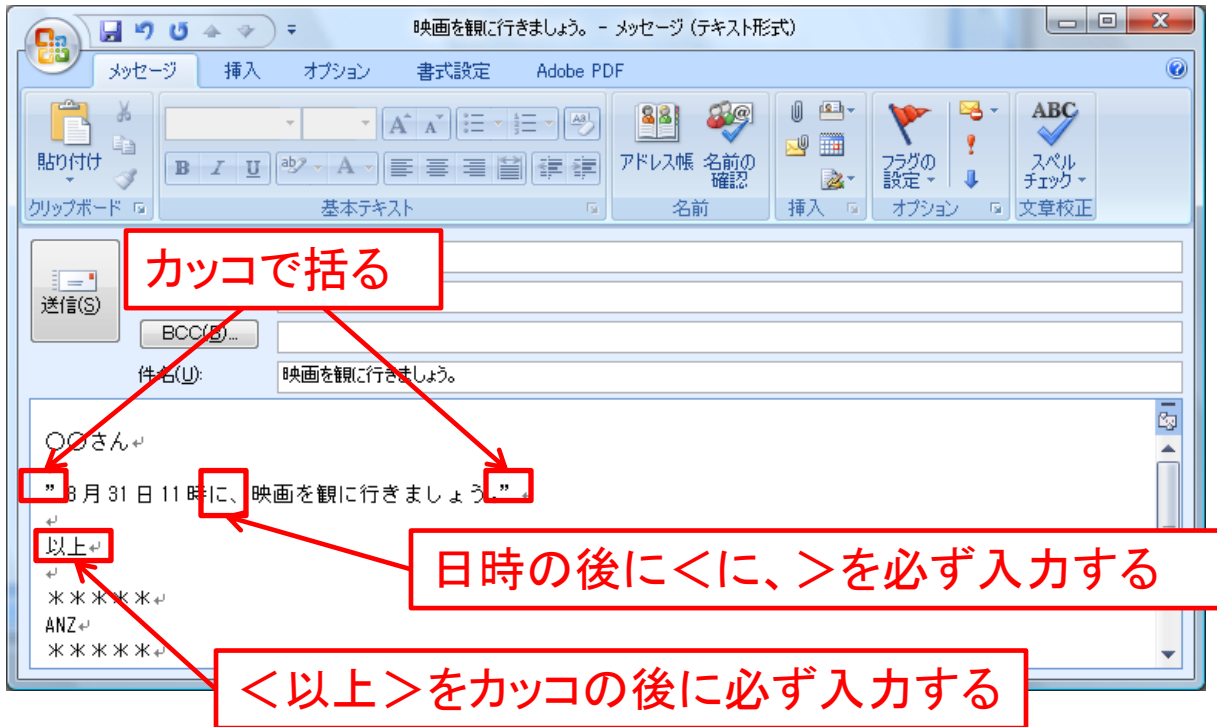 映画を観に行きましょう。 - メッセージ (テキスト形式)
メッセージ 挿入 オプション 書式設定 Adobe PDF
貼り付け
クリップボード
B I U ab A
A A
基本テキスト
アドレス帳 名前の確認
名前
挿入
フラグの設定
オプション
ABC
スペルチェック
文章校正
カッコで括る
送信(S)
BCC(B)...
件名(U): 映画を観に行きましょう。
〇〇さん↵
” 8月 31 日 11 時に、映画を観に行きましょう。” ↵
↵
以上↵
↵
日時の後に<に、>を必ず入力する
*****↵
ANZ↵
*****↵
<以上>をカッコの後に必ず入力する